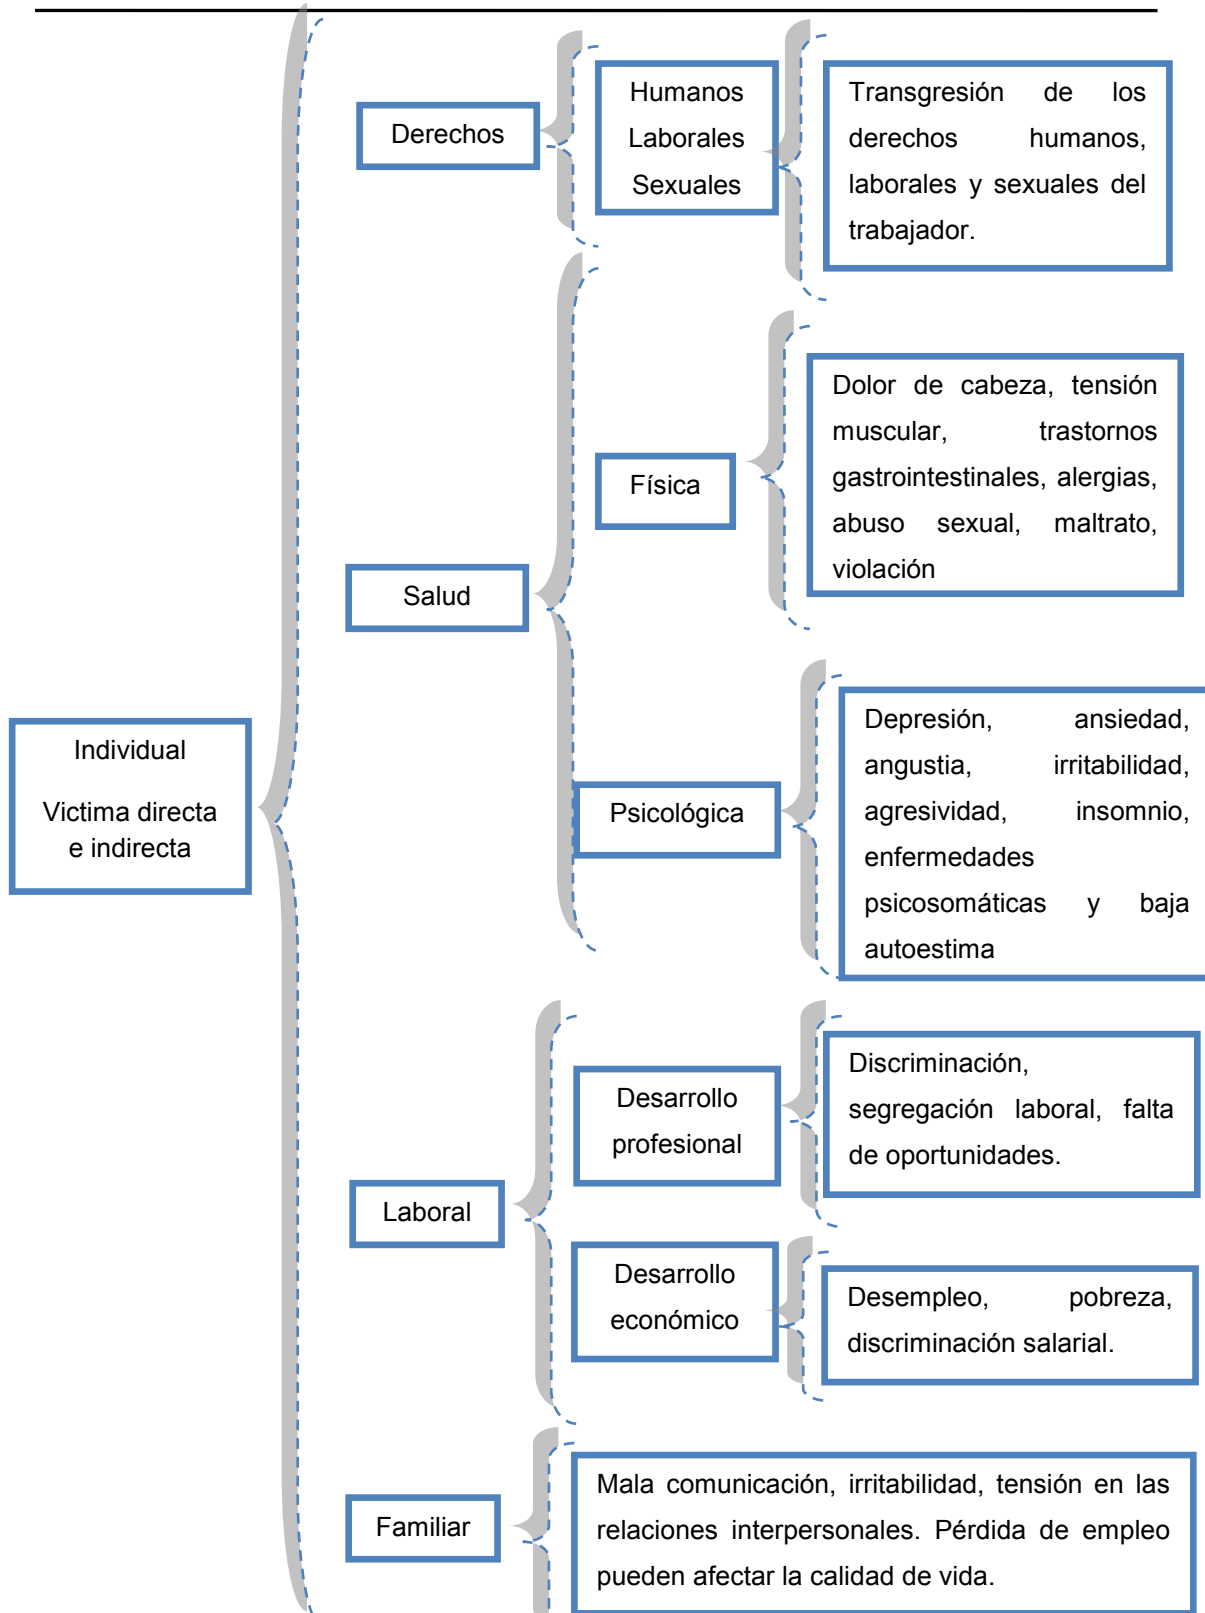 Derechos
Humanos
Laborales
Sexuales
Transgresión de los
derechos humanos,
laborales y sexuales del
trabajador.
Salud
Física
Dolor de cabeza, tensión
muscular, trastornos
gastrointestinales, alergias,
abuso sexual, maltrato,
violación
Individual
Victima directa
e indirecta
Psicológica
Depresión, ansiedad,
angustia, irritabilidad,
agresividad, insomnio,
enfermedades
psicosomáticas y baja
autoestima
Laboral
Desarrollo
profesional
Discriminación,
segregación laboral, falta
de oportunidades.
Desarrollo
económico
Desempleo, pobreza,
discriminación salarial.
Familiar
Mala comunicación, irritabilidad, tensión en las
relaciones interpersonales. Pérdida de empleo
pueden afectar la calidad de vida.